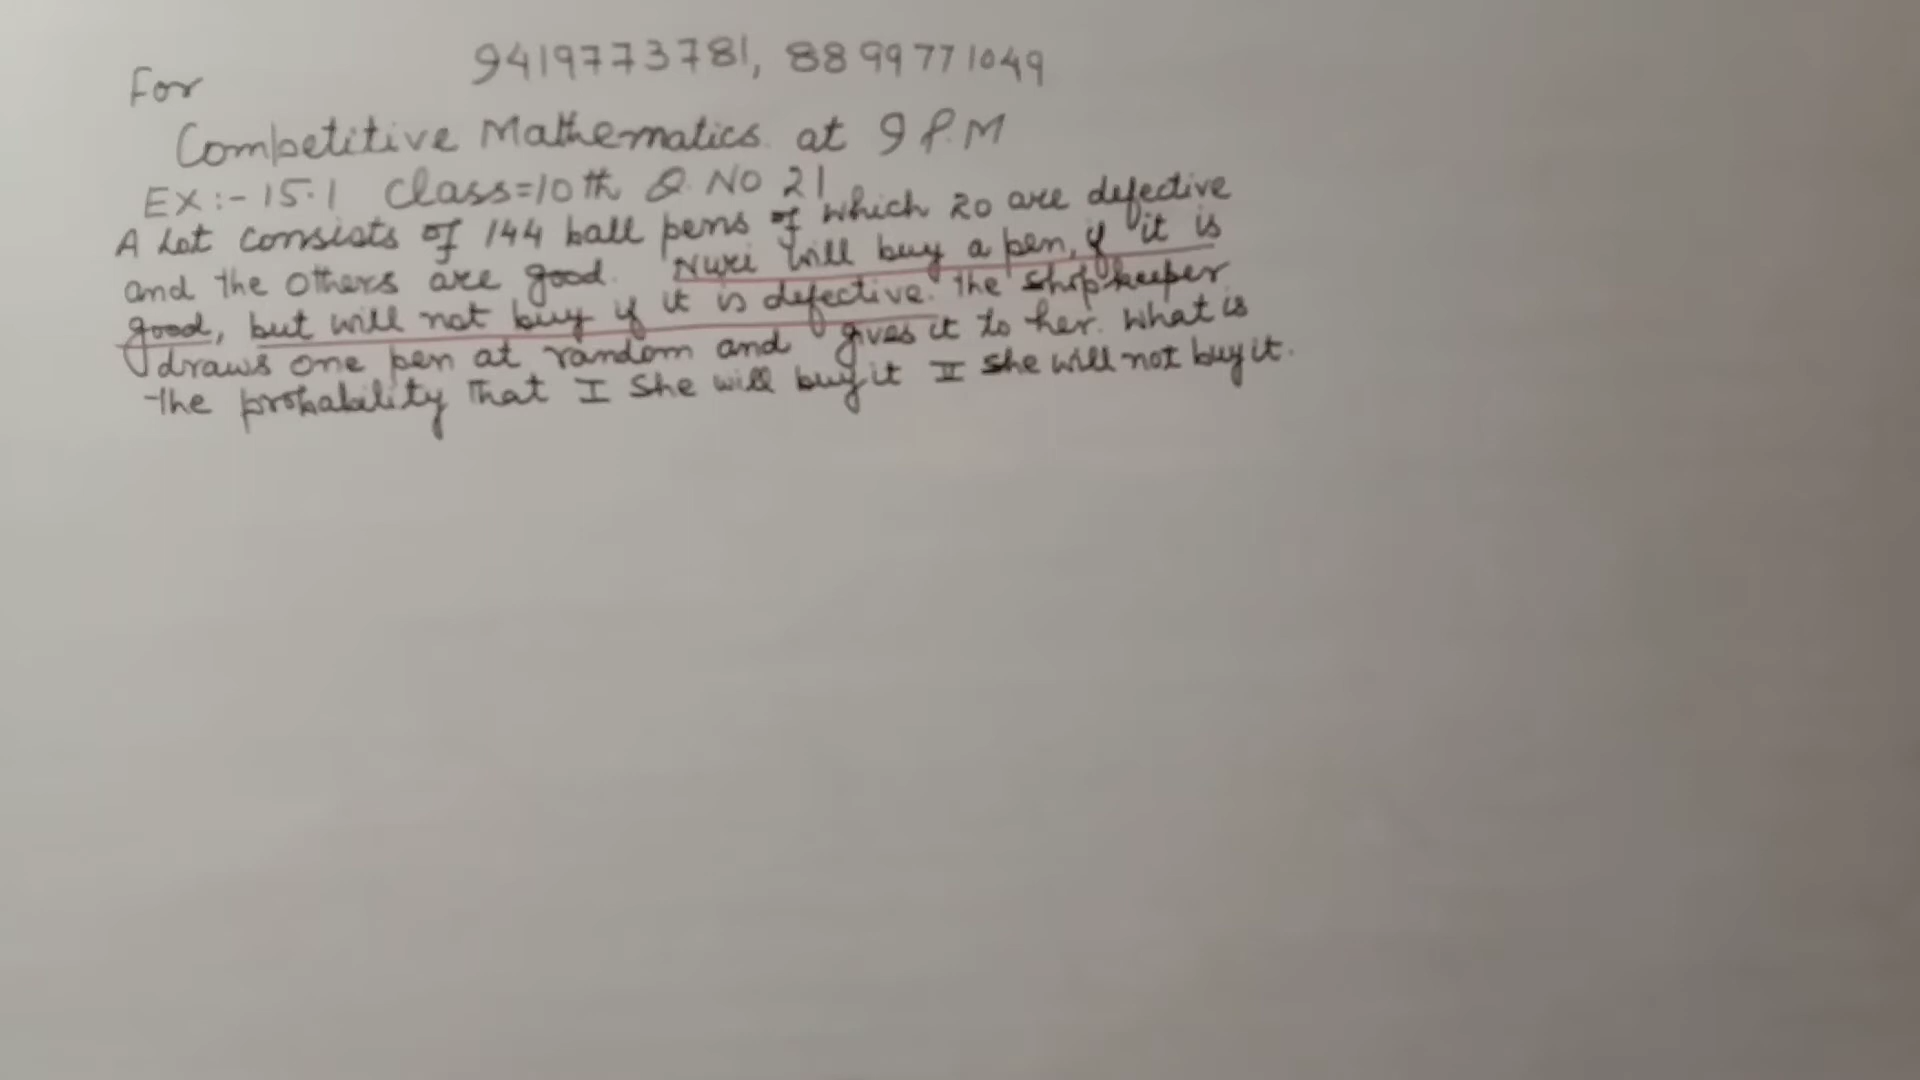 9419773781, 8899771049
For
Competitive Mathematics at 9 P.M
EX:- 15.1 Class=10th Q. NO 21
A Lot consists of 144 ball pens of which 20 are defective
and the others are good. Nuri will buy a pen, if it is
good, but will not buy if it is defective. The shopkeeper
draws one pen at random and gives it to her. What is
the probability that I She will buy it II she will not buy it.